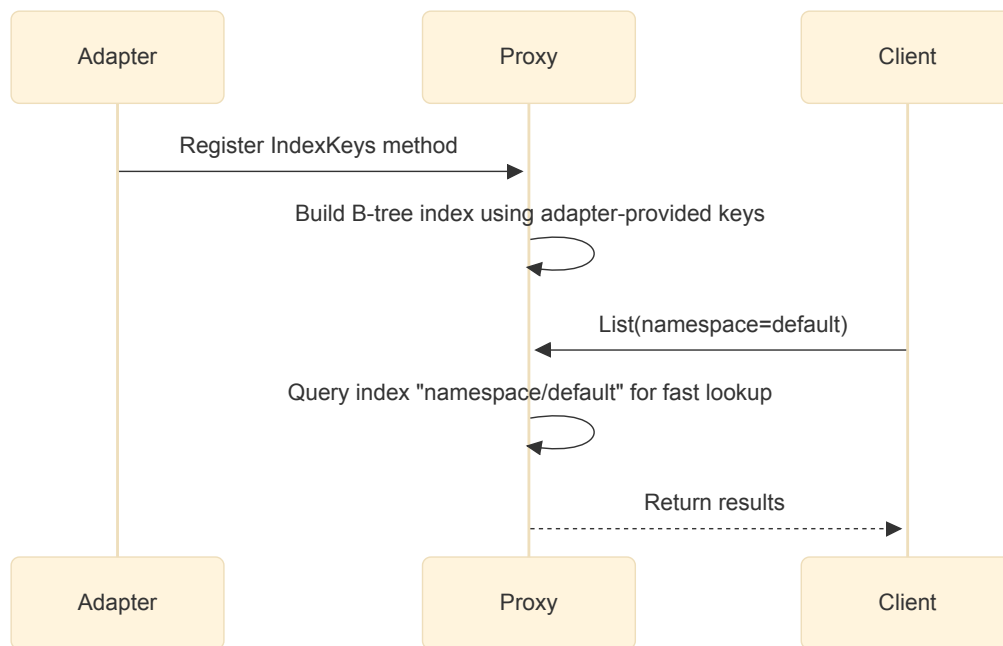 Adapter
Proxy
Client
Register IndexKeys method
Build B-tree index using adapter-provided keys
List(namespace=default)
Query index "namespace/default" for fast lookup
Return results
Adapter
Proxy
Client